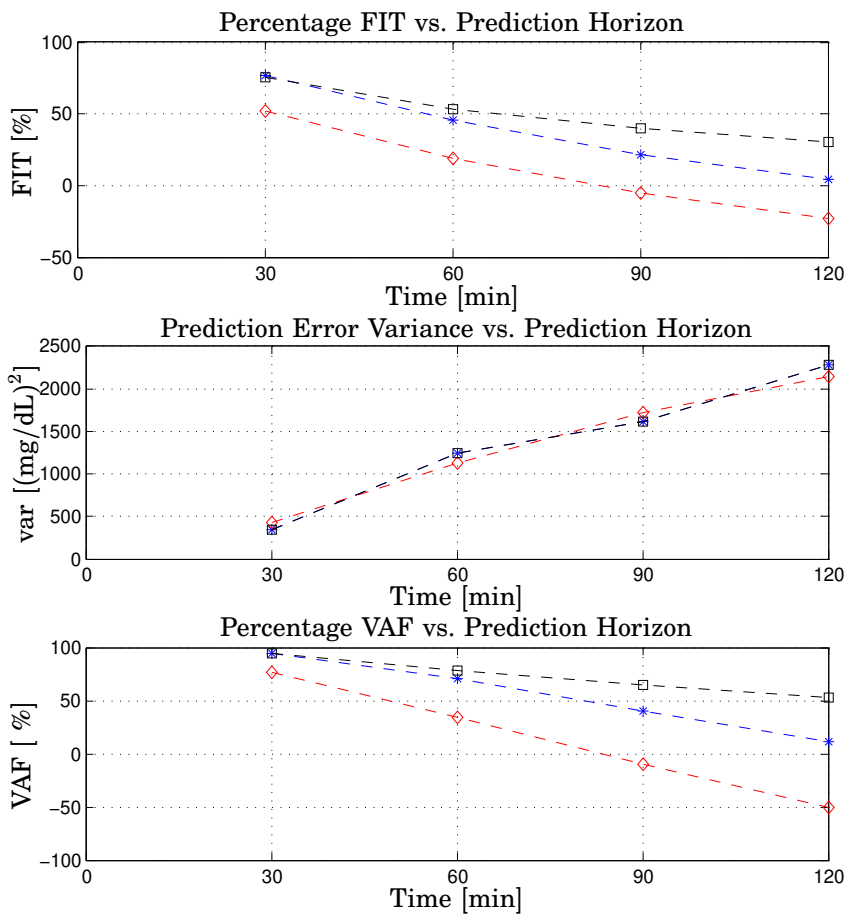 Percentage FIT vs. Prediction Horizon
100
50
0
−50
FIT [%]
0 30 60 90 120
Time [min]
Prediction Error Variance vs. Prediction Horizon
2500
2000
1500
1000
500
0
var [(mg/dL)²]
0 30 60 90 120
Time [min]
Percentage VAF vs. Prediction Horizon
100
50
0
−50
−100
VAF [ %]
0 30 60 90 120
Time [min]